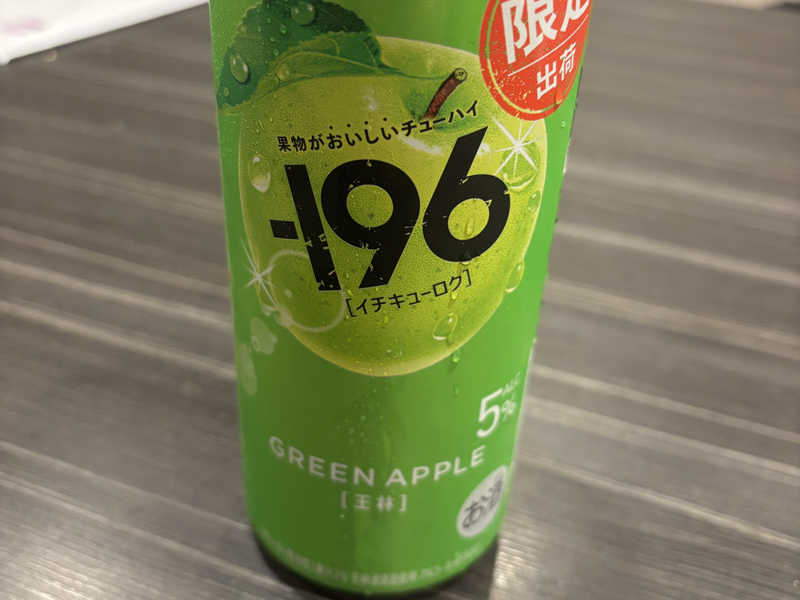 限定
出荷
果物がおいしいチューハイ
-196
[イチキューロク]
5% ALC
GREEN APPLE
[王林]
お酒